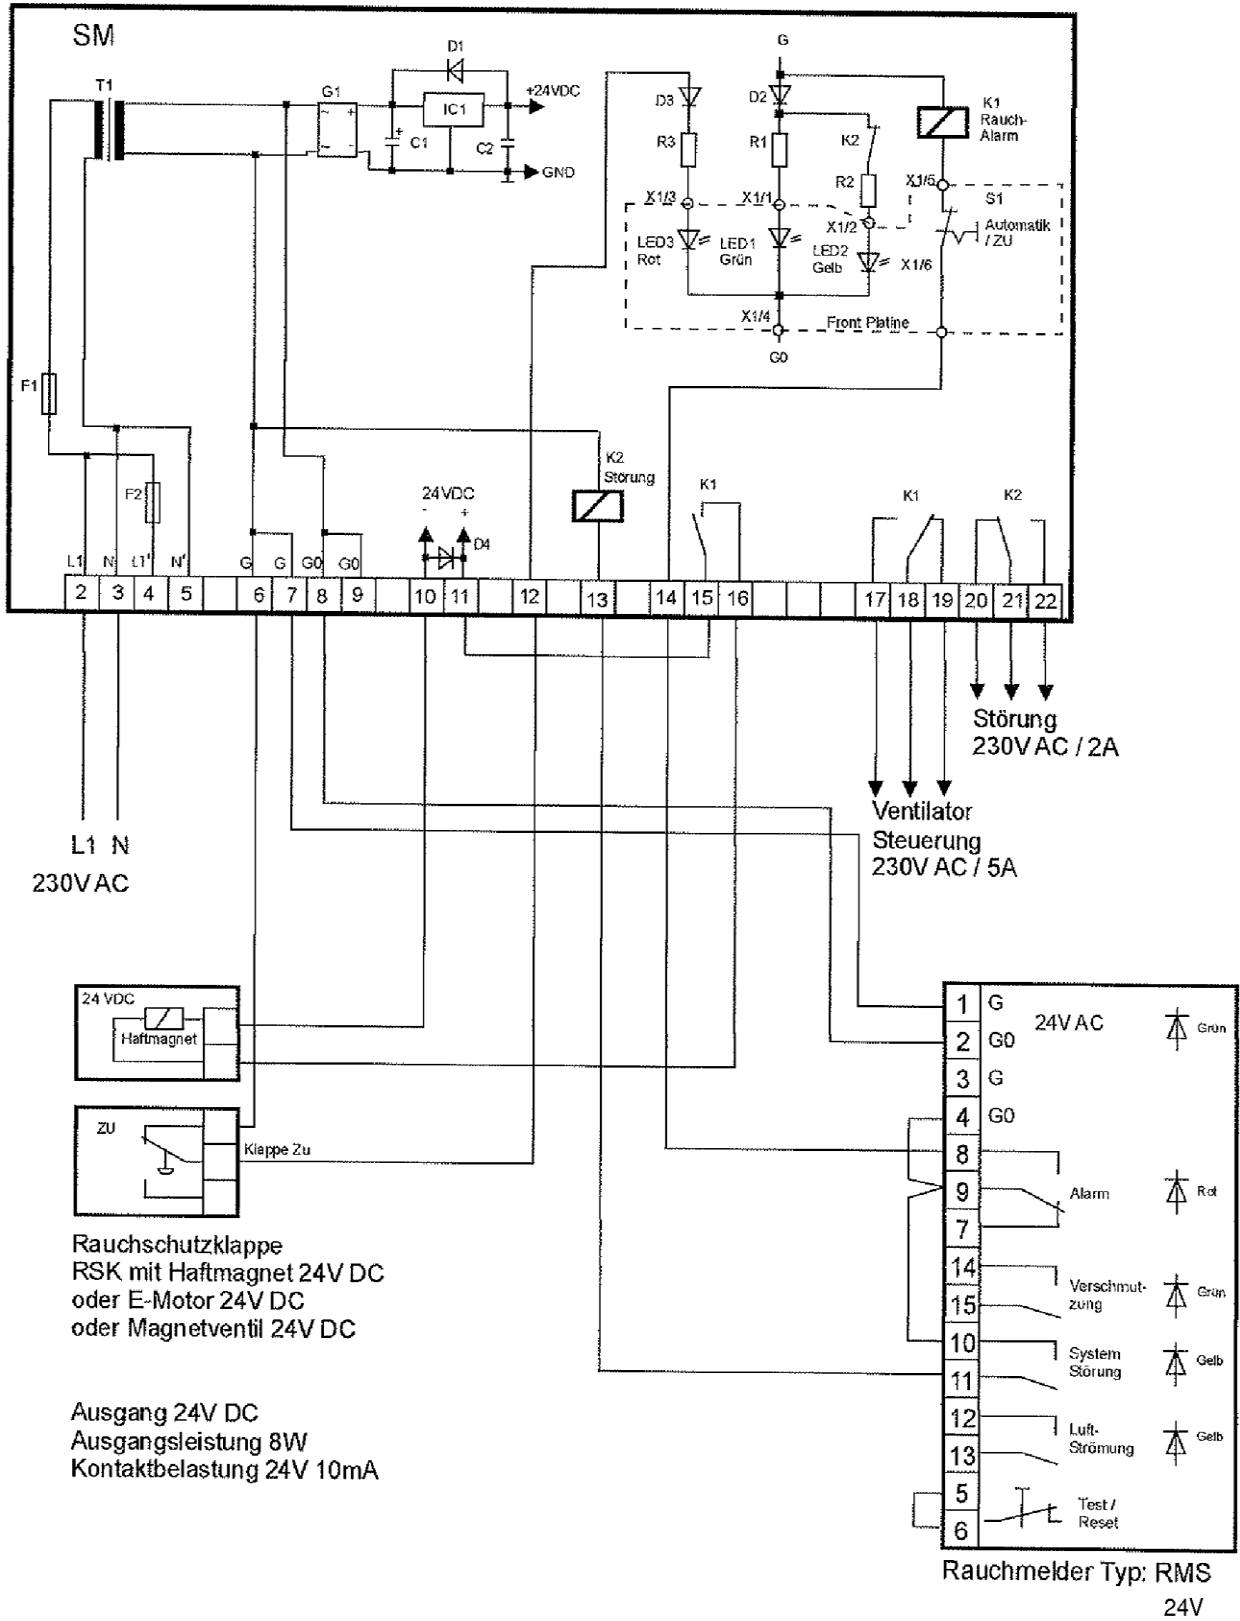 SM
T1
G1
D1
IC1
+24VDC
C1
C2
GND
~
~
+
+
-
F1
F2
D3
R3
G
D2
R1
K2
R2
K1
Rauch-
Alarm
X1/3
X1/1
X1/2
X1/5
S1
Automatik
/ ZU
LED3
Rot
LED1
Grün
LED2
Gelb
X1/6
X1/4
Front Platine
G0
K2
Störung
24VDC
-
+
D4
K1
K1
K2
L1
N
L1'
N'
G
G
G0
G0
2 3 4 5 6 7 8 9 10 11 12 13 14 15 16 17 18 19 20 21 22
Störung
230V AC / 2A
Ventilator
Steuerung
230V AC / 5A
L1 N
230V AC
24 VDC
Haftmagnet
ZU
Klappe Zu
Rauchschutzklappe
RSK mit Haftmagnet 24V DC
oder E-Motor 24V DC
oder Magnetventil 24V DC
Ausgang 24V DC
Ausgangsleistung 8W
Kontaktbelastung 24V 10mA
1 G
24V AC
Grün
2 G0
3 G
4 G0
8
9 Alarm Rot
7
14
Verschmut-
zung
Grün
15
10
System
Störung
Gelb
11
12
Luft-
Strömung
Gelb
13
5
Test /
Reset
6
Rauchmelder Typ: RMS
24V